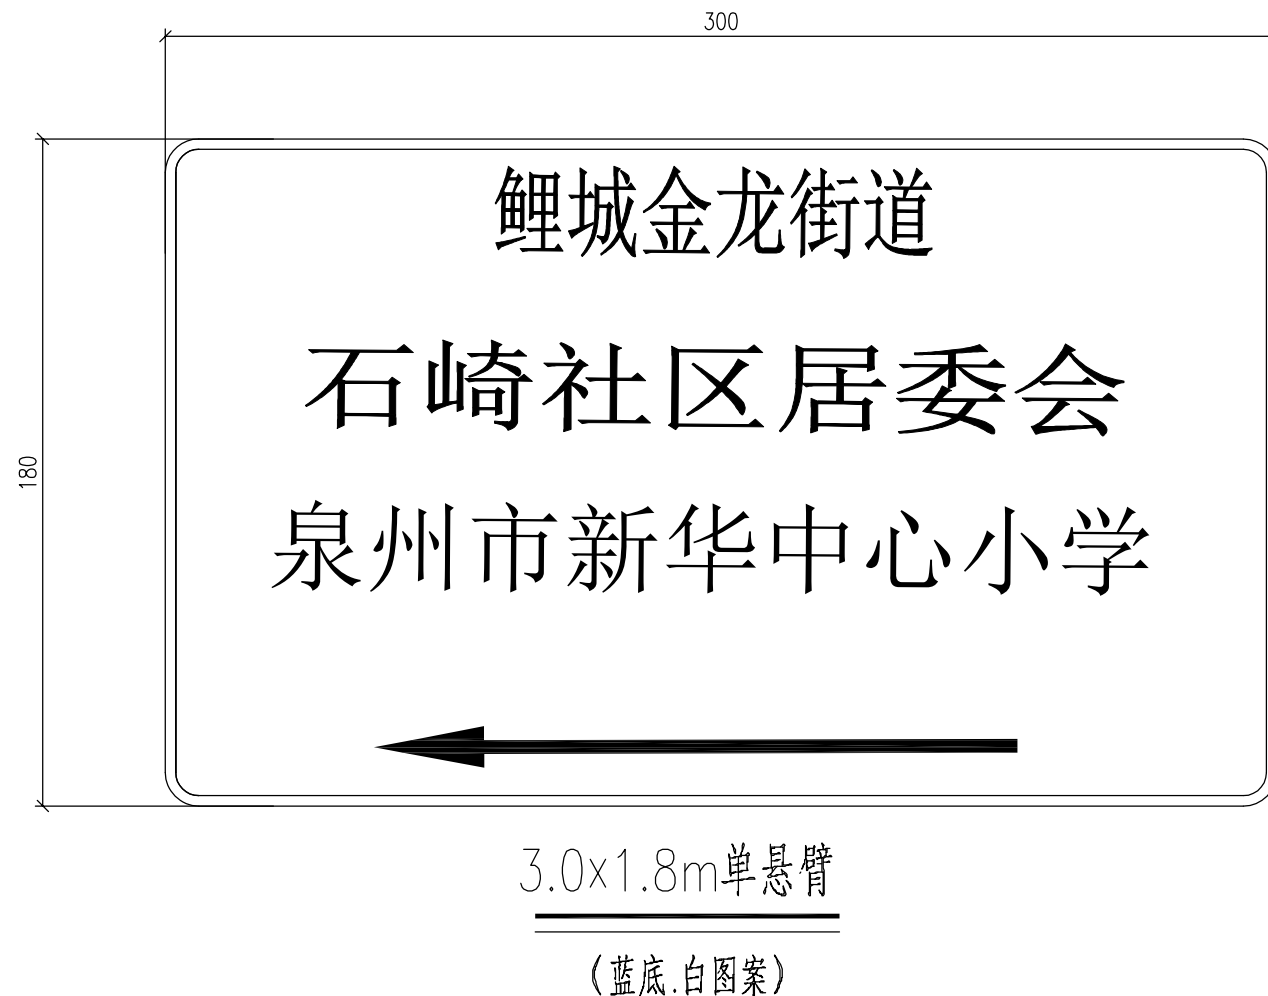 300
鲤城金龙街道
石崎社区居委会
180
泉州市新华中心小学
3.0x1.8m单悬臂
(蓝底.白图案)